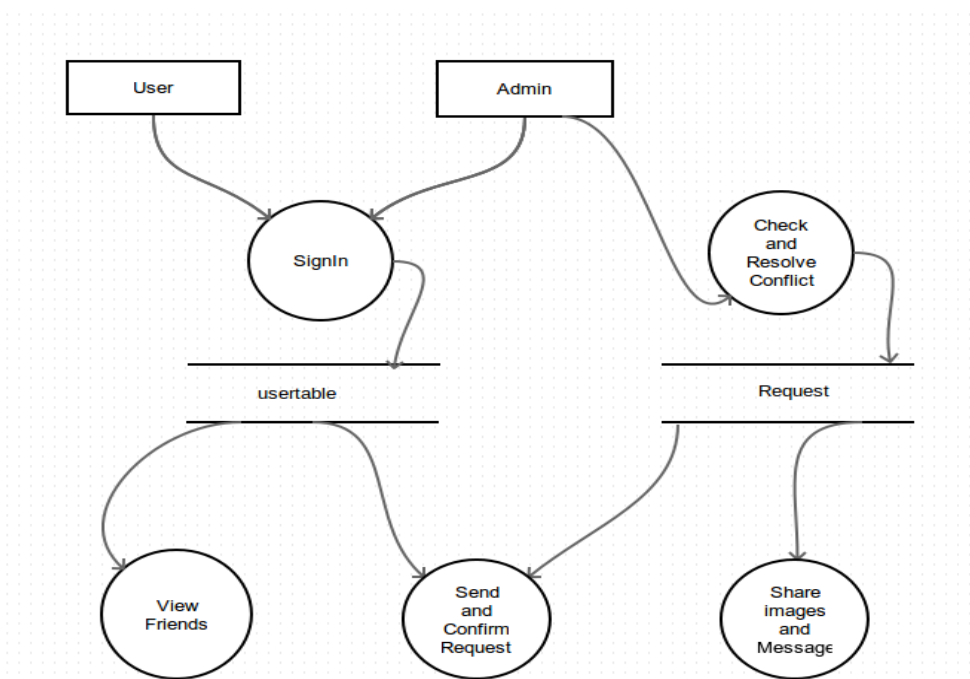 User
Admin
SignIn
Check
and
Resolve
Conflict
usertable
Request
View
Friends
Send
and
Confirm
Request
Share
images
and
Message